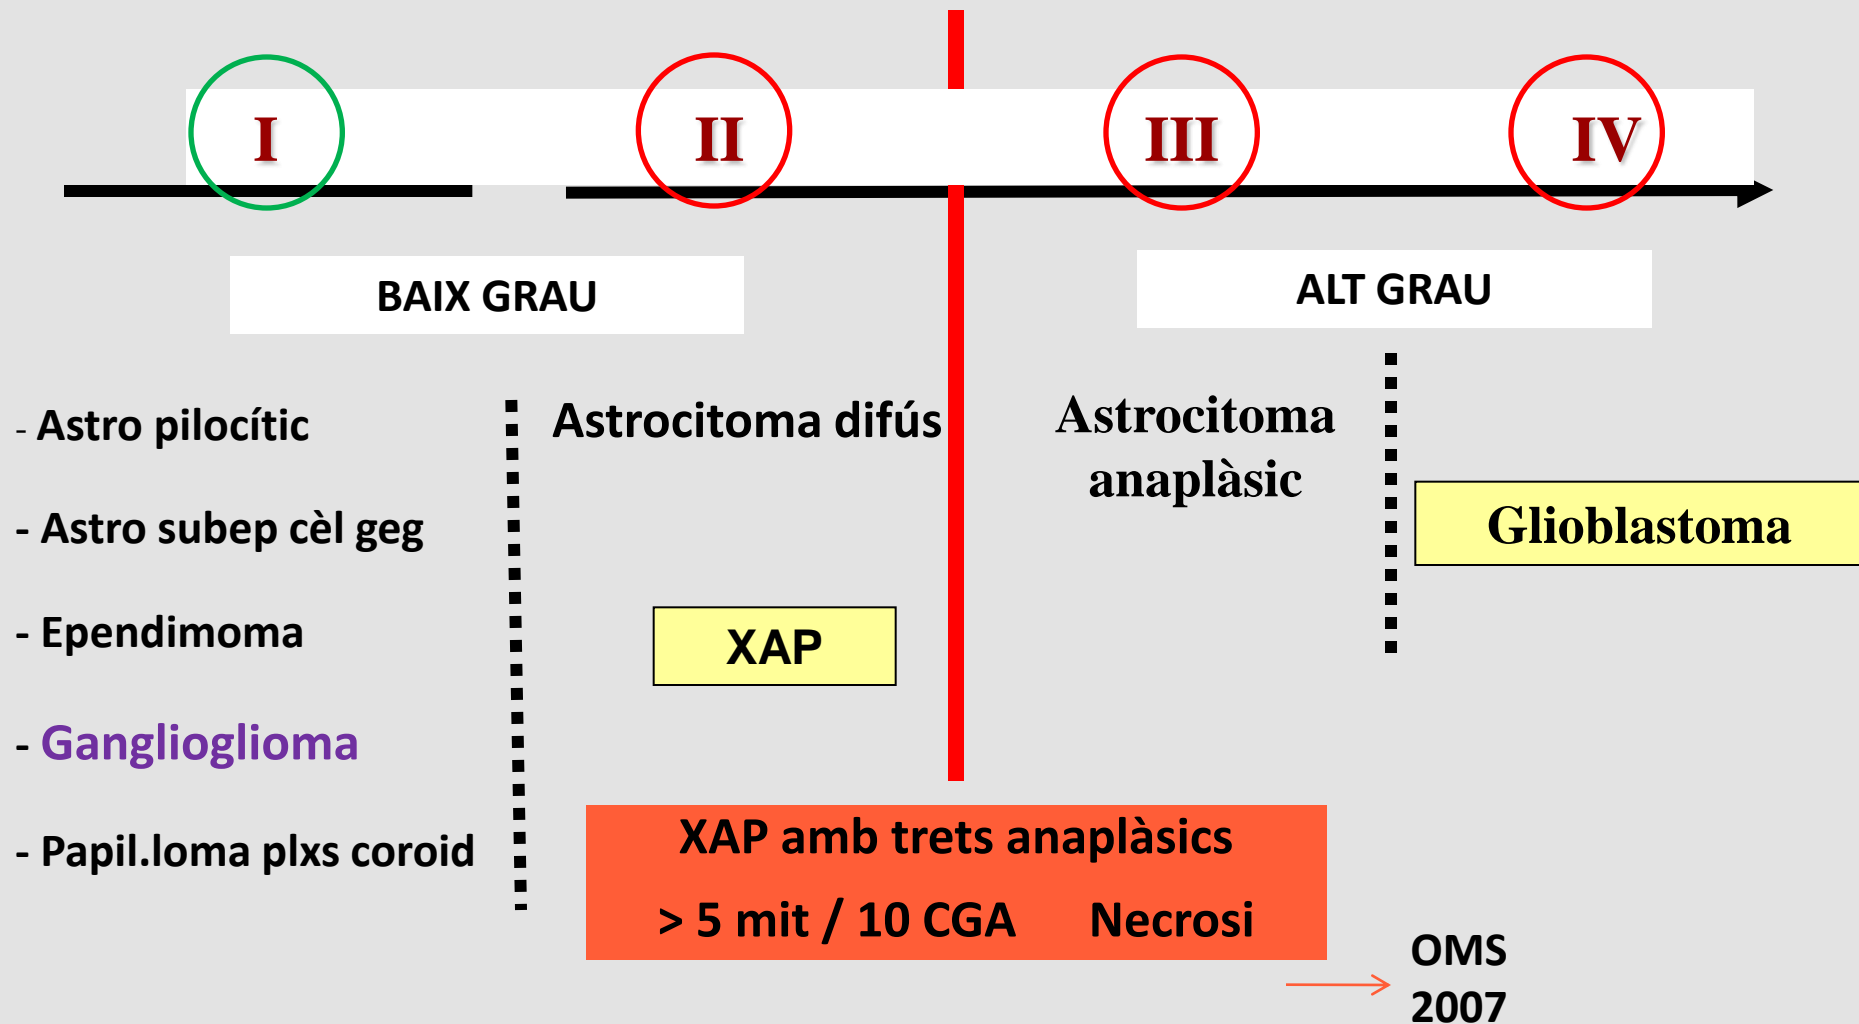 I
II
III
IV
BAIX GRAU
ALT GRAU
- Astro pilocític
- Astro subep cèl geg
- Ependimoma
- Ganglioglioma
- Papil.loma plxs coroid
Astrocitoma difús
XAP
Astrocitoma
anaplàsic
Glioblastoma
XAP amb trets anaplàsics
> 5 mit / 10 CGA Necrosi
OMS
2007